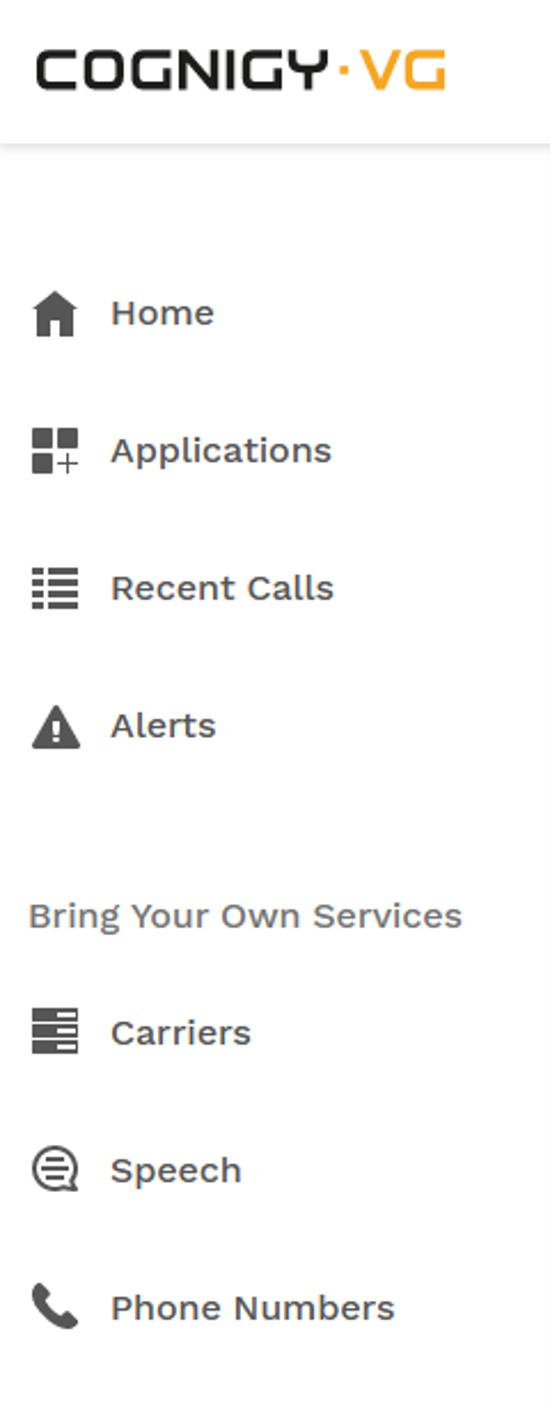 COGNIGY·VG
Home
Applications
Recent Calls
Alerts
Bring Your Own Services
Carriers
Speech
Phone Numbers